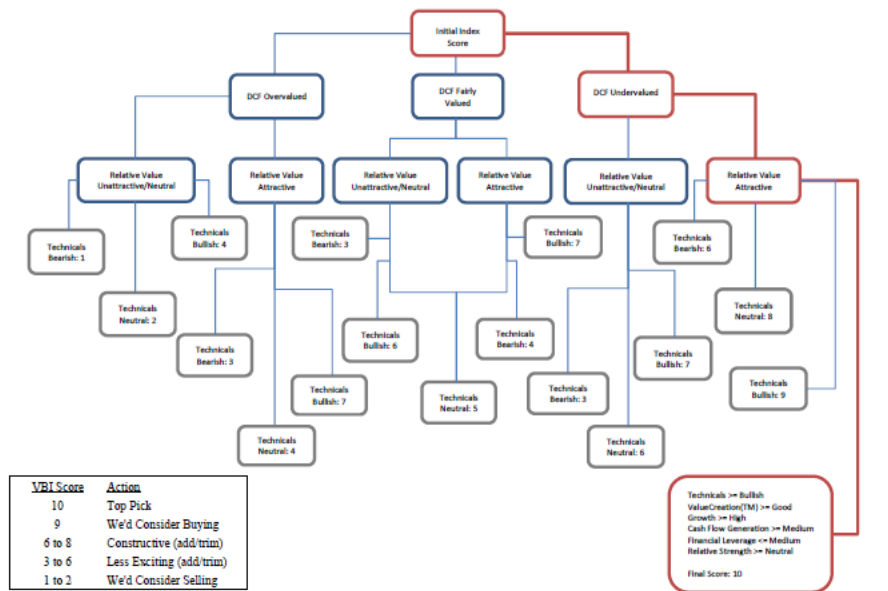 Initial Index
Score
DCF Overvalued
DCF Fairly
Valued
DCF Undervalued
Relative Value
Unattractive/Neutral
Relative Value
Attractive
Relative Value
Unattractive/Neutral
Relative Value
Attractive
Relative Value
Unattractive/Neutral
Relative Value
Attractive
Technicals
Bearish: 1
Technicals
Bullish: 4
Technicals
Bearish: 3
Technicals
Bullish: 7
Technicals
Bearish: 6
Technicals
Neutral: 2
Technicals
Neutral: 8
Technicals
Bearish: 3
Technicals
Bullish: 6
Technicals
Bearish: 4
Technicals
Bullish: 7
Technicals
Bullish: 7
Technicals
Neutral: 5
Technicals
Bearish: 3
Technicals
Bullish: 9
Technicals
Neutral: 4
Technicals
Neutral: 6
VBI Score Action
10 Top Pick
9 We'd Consider Buying
6 to 8 Constructive (add/trim)
3 to 6 Less Exciting (add/trim)
1 to 2 We'd Consider Selling
Technicals >= Bullish
ValueCreation(TM) >= Good
Growth >= High
Cash Flow Generation >= Medium
Financial Leverage <= Medium
Relative Strength >= Neutral
Final Score: 10